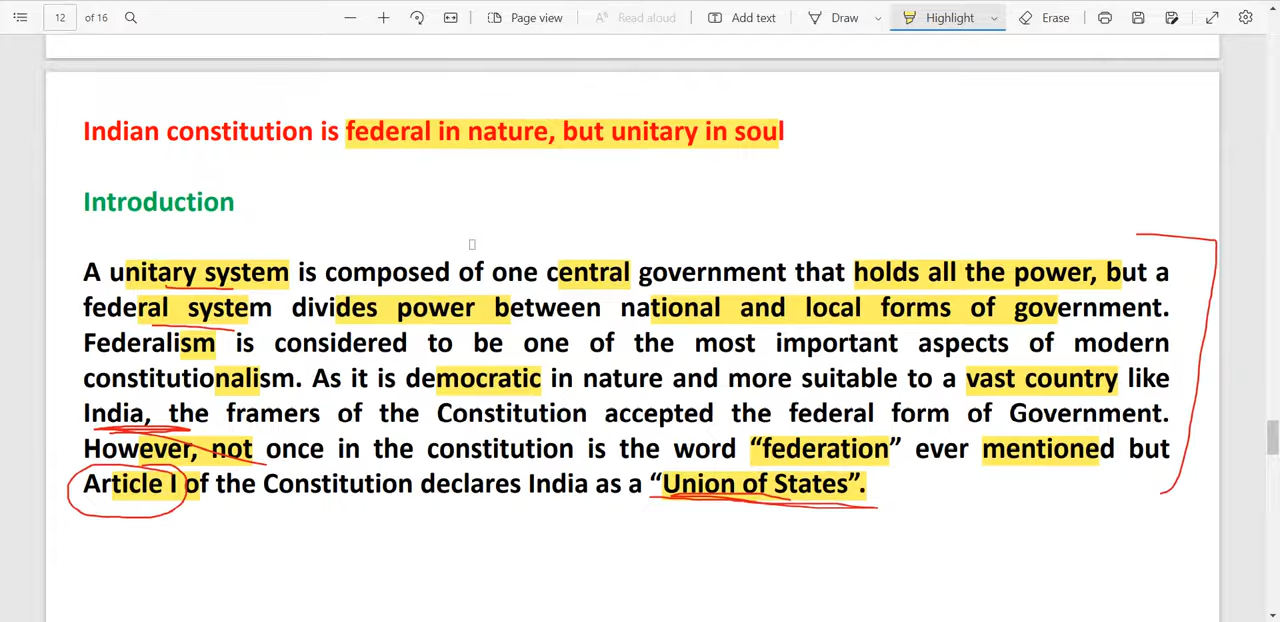 12 of 16 Page view Read aloud Add text Draw Highlight Erase
Indian constitution is federal in nature, but unitary in soul
Introduction
A unitary system is composed of one central government that holds all the power, but a
federal system divides power between national and local forms of government.
Federalism is considered to be one of the most important aspects of modern
constitutionalism. As it is democratic in nature and more suitable to a vast country like
India, the framers of the Constitution accepted the federal form of Government.
However, not once in the constitution is the word “federation” ever mentioned but
Article I of the Constitution declares India as a “Union of States”.